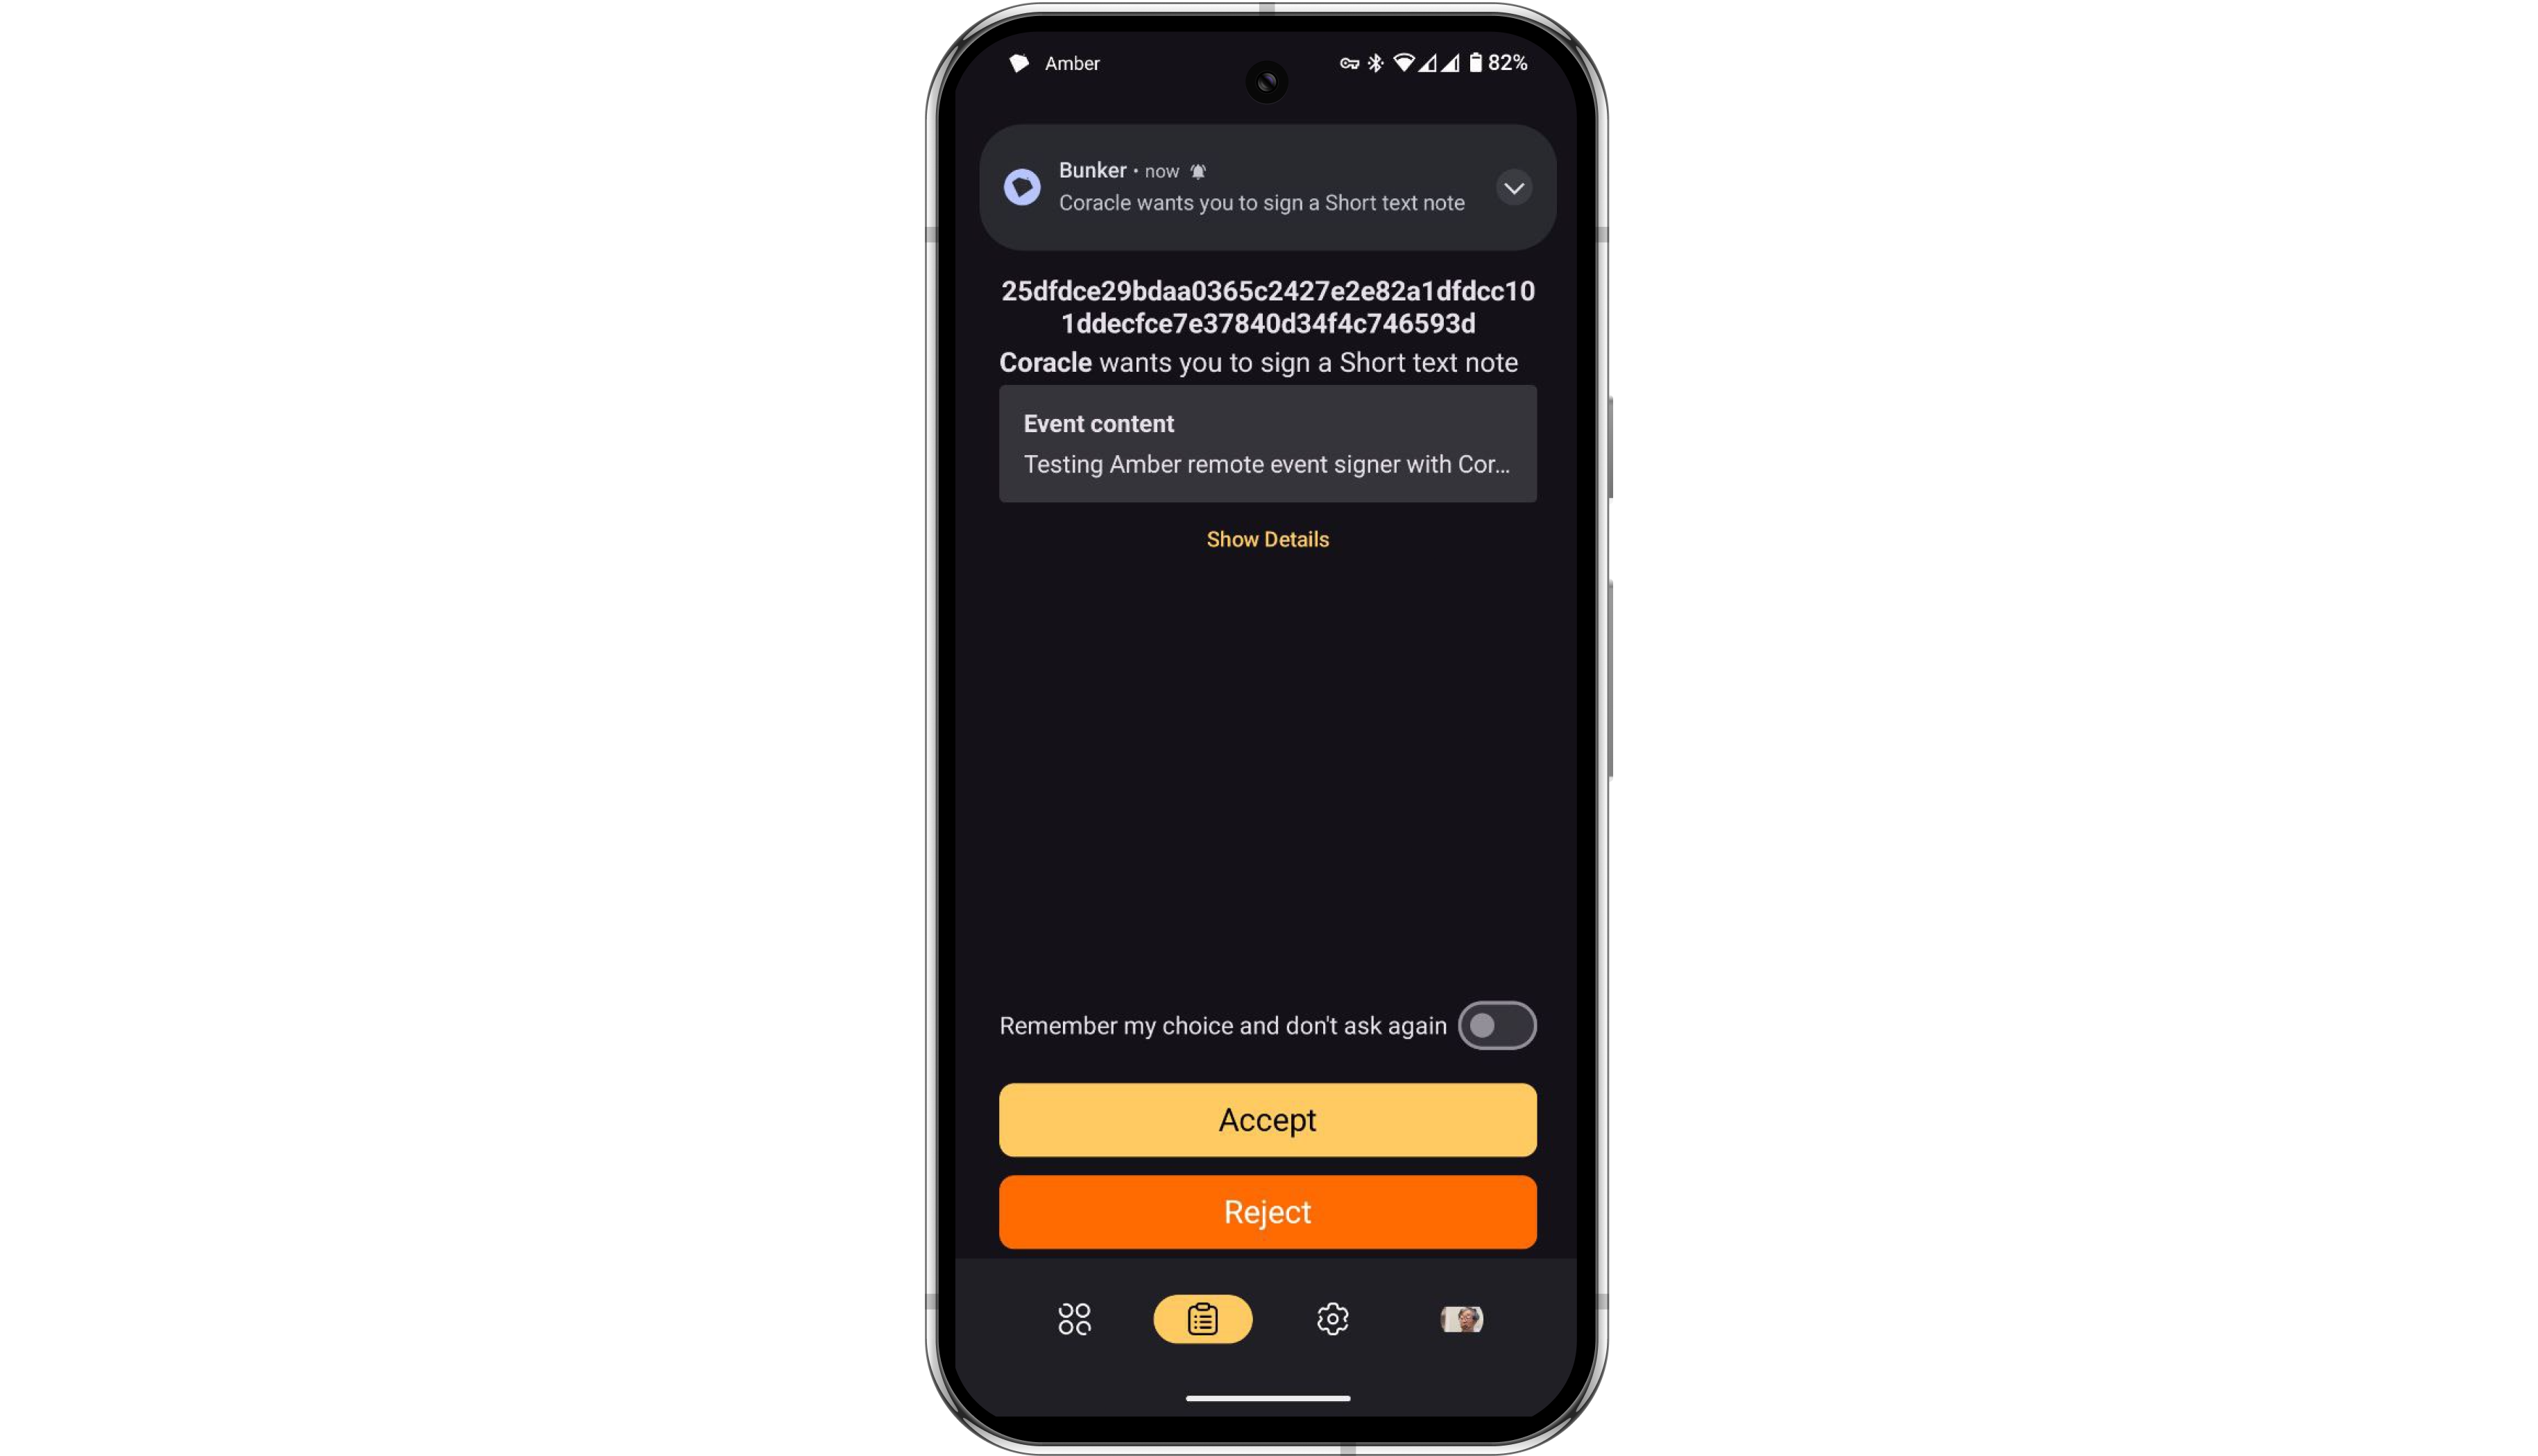 Amber
82%
Bunker • now
Coracle wants you to sign a Short text note
25dfdce29bdaa0365c2427e2e82a1dfdcc10
1ddecfce7e37840d34f4c746593d
Coracle wants you to sign a Short text note
Event content
Testing Amber remote event signer with Cor...
Show Details
Remember my choice and don't ask again
Accept
Reject